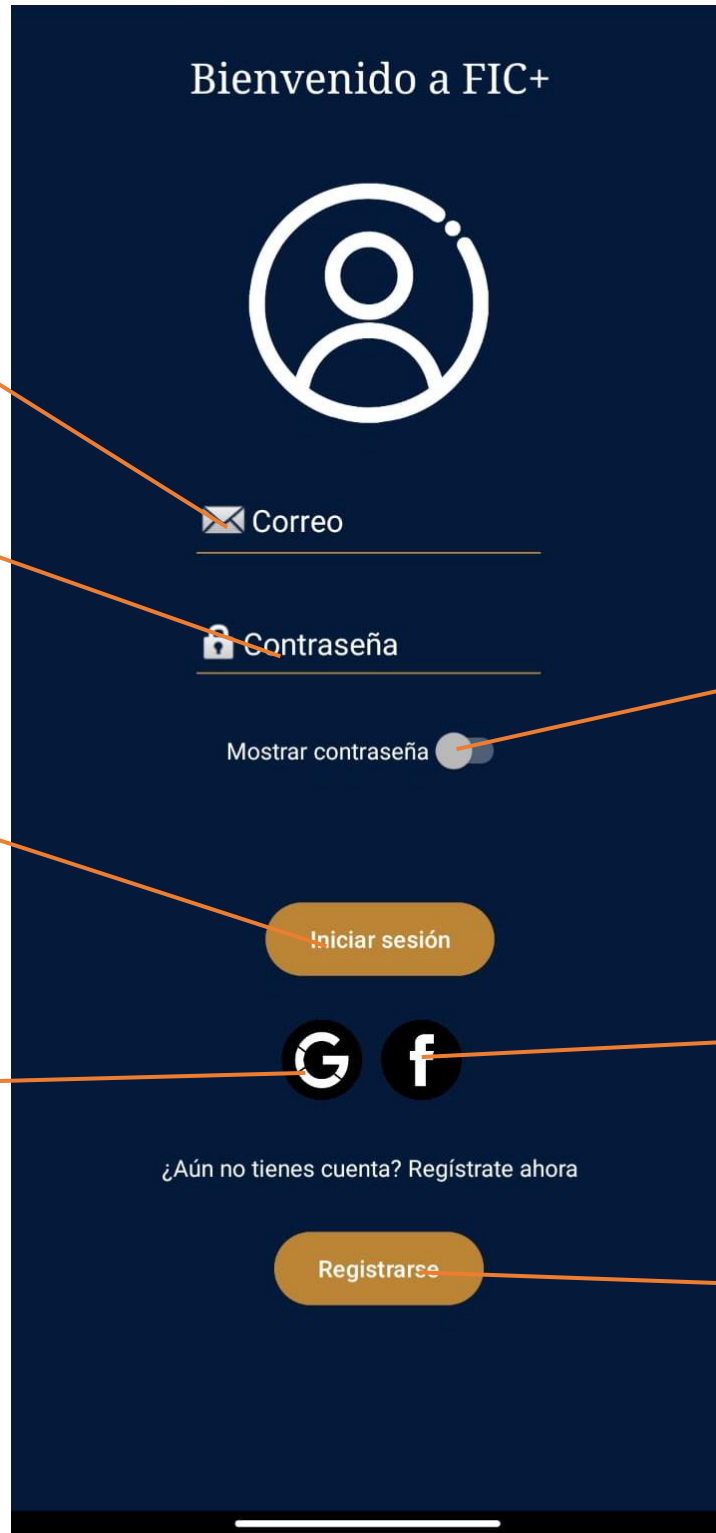 Bienvenido a FIC+
Correo
Contraseña
Mostrar contraseña
Iniciar sesión
G f
¿Aún no tienes cuenta? Regístrate ahora
Registrarse